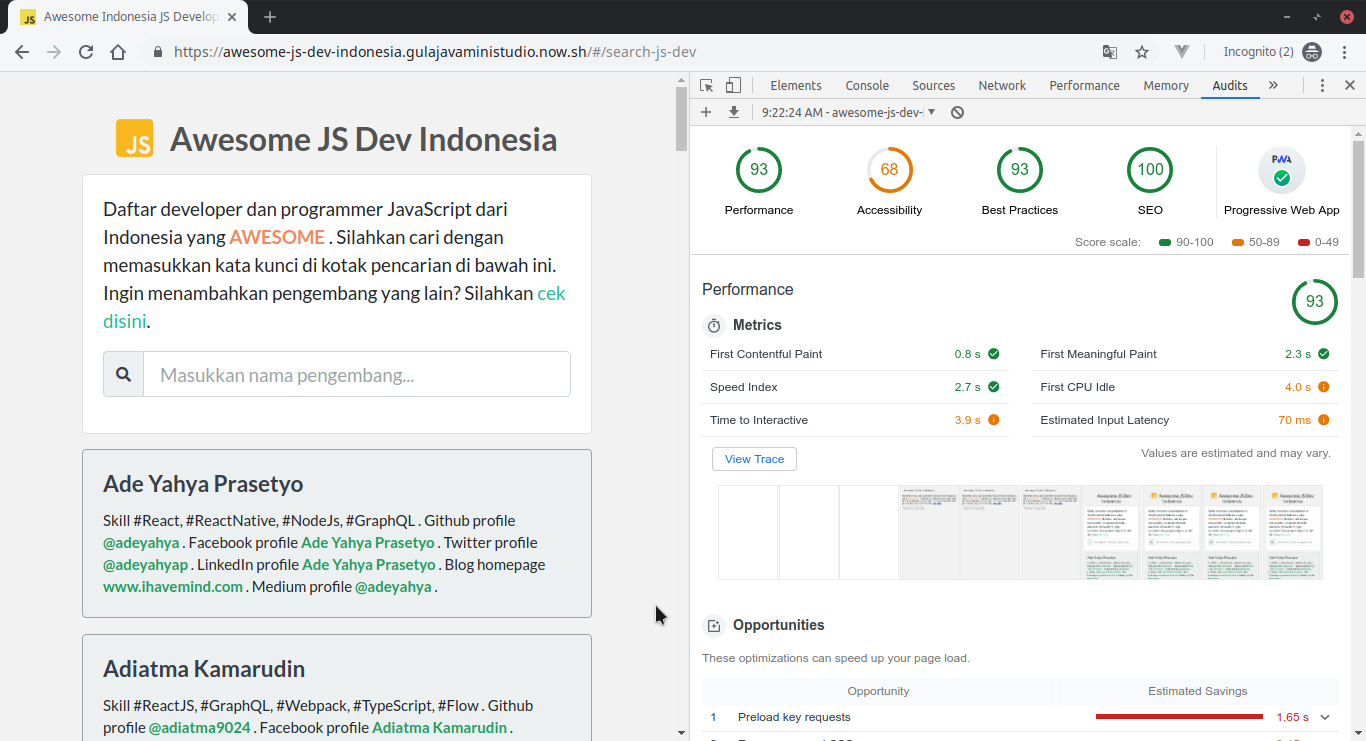 JS Awesome Indonesia JS Develop
https://awesome-js-dev-indonesia.gulajavaministudio.now.sh/#/search-js-dev
Incognito (2)
JS Awesome JS Dev Indonesia
Daftar developer dan programmer JavaScript dari
Indonesia yang AWESOME . Silahkan cari dengan
memasukkan kata kunci di kotak pencarian di bawah ini.
Ingin menambahkan pengembang yang lain? Silahkan cek
disini.
Masukkan nama pengembang...
Ade Yahya Prasetyo
Skill #React, #ReactNative, #NodeJs, #GraphQL . Github profile
@adeyahya . Facebook profile Ade Yahya Prasetyo . Twitter profile
@adeyahyap . LinkedIn profile Ade Yahya Prasetyo . Blog homepage
www.ihavemind.com . Medium profile @adeyahya .
Adiatma Kamarudin
Skill #ReactJS, #GraphQL, #Webpack, #TypeScript, #Flow . Github
profile @adiatma9024 . Facebook profile Adiatma Kamarudin .
Elements Console Sources Network Performance Memory Audits
9:22:24 AM - awesome-js-dev-
93 68 93 100 PWA
Performance Accessibility Best Practices SEO Progressive Web App
Score scale: 90-100 50-89 0-49
Performance 93
Metrics
First Contentful Paint 0.8 s First Meaningful Paint 2.3 s
Speed Index 2.7 s First CPU Idle 4.0 s
Time to Interactive 3.9 s Estimated Input Latency 70 ms
View Trace Values are estimated and may vary.
Opportunities
These optimizations can speed up your page load.
Opportunity Estimated Savings
1 Preload key requests 1.65 s